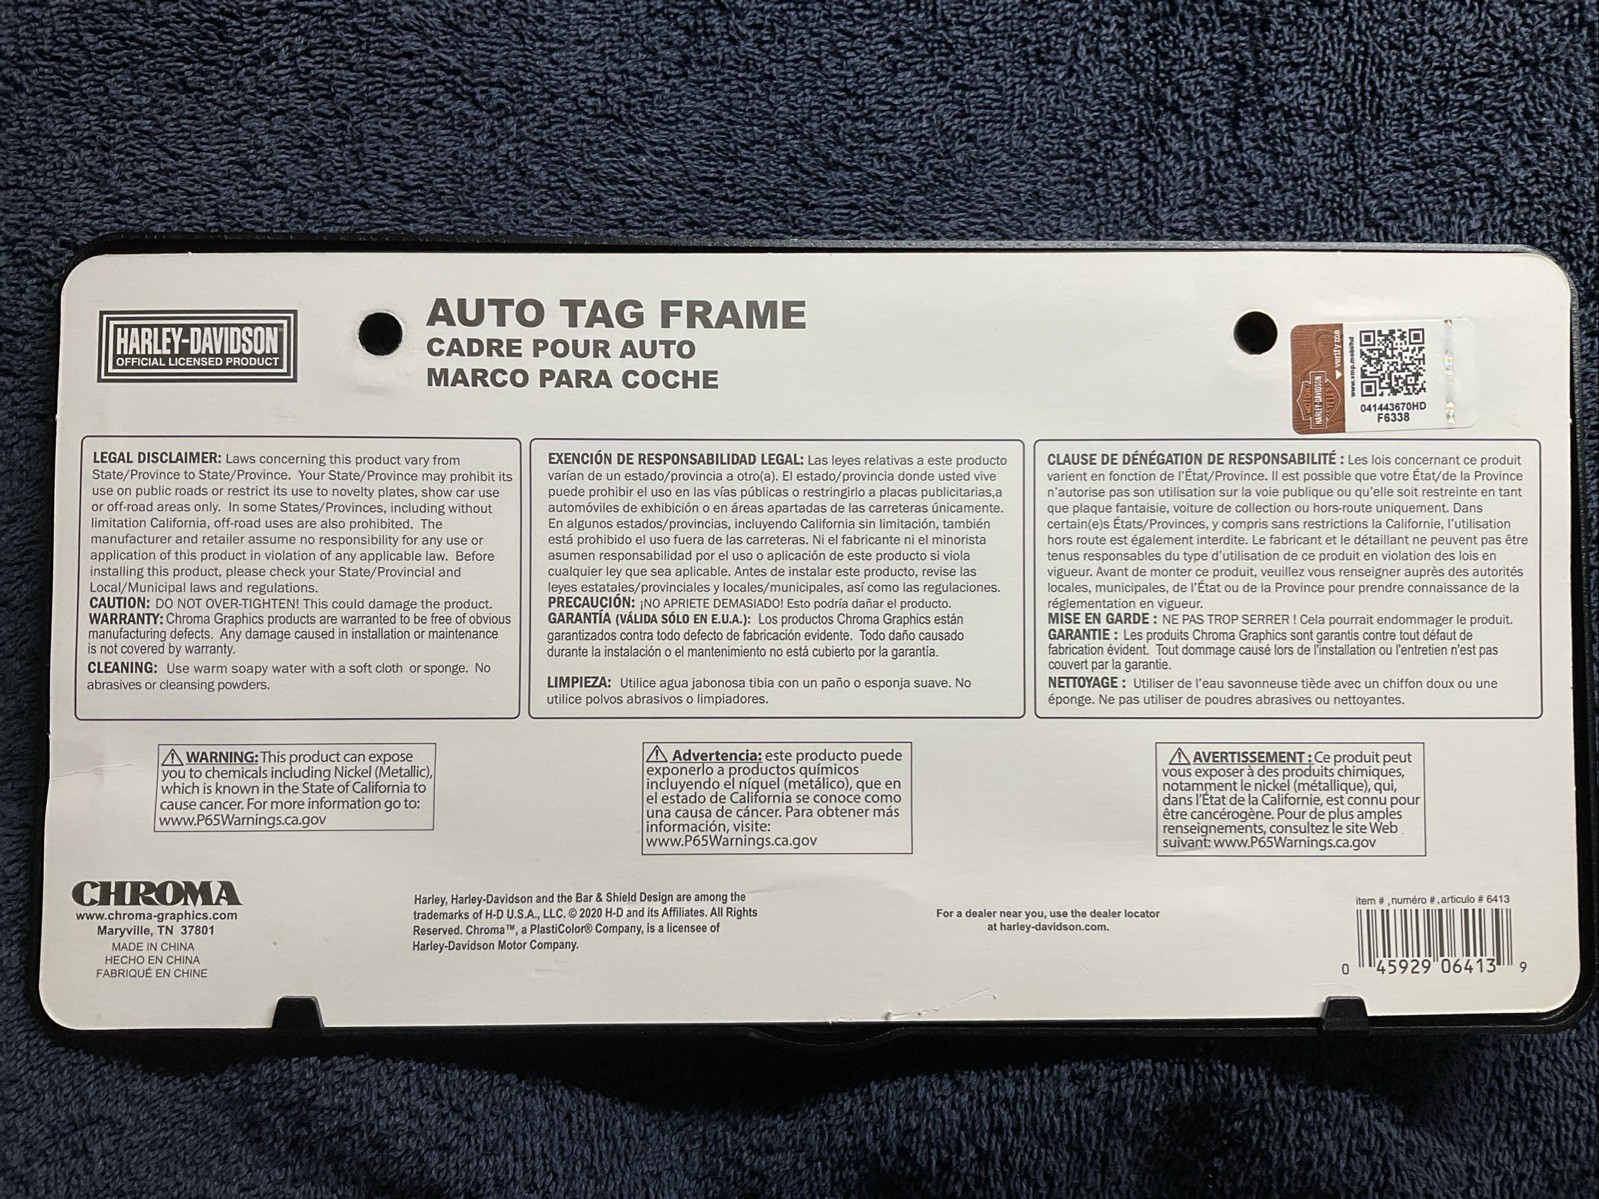 HARLEY-DAVIDSON
OFFICIAL LICENSED PRODUCT
AUTO TAG FRAME
CADRE POUR AUTO
MARCO PARA COCHE
HARLEY-DAVIDSON
041443670HD
F6338
LEGAL DISCLAIMER: Laws concerning this product vary from
State/Province to State/Province. Your State/Province may prohibit its
use on public roads or restrict its use to novelty plates, show car use
or off-road areas only. In some States/Provinces, including without
limitation California, off-road uses are also prohibited. The
manufacturer and retailer assume no responsibility for any use or
application of this product in violation of any applicable law. Before
installing this product, please check your State/Provincial and
Local/Municipal laws and regulations.
CAUTION: DO NOT OVER-TIGHTEN! This could damage the product.
WARRANTY: Chroma Graphics products are warranted to be free of obvious
manufacturing defects. Any damage caused in installation or maintenance
is not covered by warranty.
CLEANING: Use warm soapy water with a soft cloth or sponge. No
abrasives or cleansing powders.
EXENCIÓN DE RESPONSABILIDAD LEGAL: Las leyes relativas a este producto
varían de un estado/provincia a otro(a). El estado/provincia donde usted vive
puede prohibir el uso en las vías públicas o restringirlo a placas publicitarias,a
automóviles de exhibición o en áreas apartadas de las carreteras únicamente.
En algunos estados/provincias, incluyendo California sin limitación, también
está prohibido el uso fuera de las carreteras. Ni el fabricante ni el minorista
asumen responsabilidad por el uso o aplicación de este producto si viola
cualquier ley que sea aplicable. Antes de instalar este producto, revise las
leyes estatales/provinciales y locales/municipales, así como las regulaciones.
PRECAUCIÓN: ¡NO APRIETE DEMASIADO! Esto podría dañar el producto.
GARANTÍA (VÁLIDA SÓLO EN E.U.A.): Los productos Chroma Graphics están
garantizados contra todo defecto de fabricación evidente. Todo daño causado
durante la instalación o el mantenimiento no está cubierto por la garantía.
LIMPIEZA: Utilice agua jabonosa tibia con un paño o esponja suave. No
utilice polvos abrasivos o limpiadores.
CLAUSE DE DÉNÉGATION DE RESPONSABILITÉ : Les lois concernant ce produit
varient en fonction de l'État/Province. Il est possible que votre État/de la Province
n'autorise pas son utilisation sur la voie publique ou qu'elle soit restreinte en tant
que plaque fantaisie, voiture de collection ou hors-route uniquement. Dans
certain(e)s États/Provinces, y compris sans restrictions la Californie, l'utilisation
hors route est également interdite. Le fabricant et le détaillant ne peuvent pas être
tenus responsables du type d'utilisation de ce produit en violation des lois en
vigueur. Avant de monter ce produit, veuillez vous renseigner auprès des autorités
locales, municipales, de l'État ou de la Province pour prendre connaissance de la
réglementation en vigueur.
MISE EN GARDE : NE PAS TROP SERRER ! Cela pourrait endommager le produit.
GARANTIE : Les produits Chroma Graphics sont garantis contre tout défaut de
fabrication évident. Tout dommage causé lors de l'installation ou l'entretien n'est pas
couvert par la garantie.
NETTOYAGE : Utiliser de l'eau savonneuse tiède avec un chiffon doux ou une
éponge. Ne pas utiliser de poudres abrasives ou nettoyantes.
WARNING: This product can expose
you to chemicals including Nickel (Metallic),
which is known in the State of California to
cause cancer. For more information go to:
www.P65Warnings.ca.gov
Advertencia: este producto puede
exponerlo a productos químicos
incluyendo el níquel (metálico), que en
el estado de California se conoce como
una causa de cáncer. Para obtener más
información, visite:
www.P65Warnings.ca.gov
AVERTISSEMENT : Ce produit peut
vous exposer à des produits chimiques,
notamment le nickel (métallique), qui,
dans l'État de la Californie, est connu pour
être cancérogène. Pour de plus amples
renseignements, consultez le site Web
suivant: www.P65Warnings.ca.gov
CHROMA
www.chroma-graphics.com
Maryville, TN 37801
MADE IN CHINA
HECHO EN CHINA
FABRIQUÉ EN CHINE
Harley, Harley-Davidson and the Bar & Shield Design are among the
trademarks of H-D U.S.A., LLC. © 2020 H-D and its Affiliates. All Rights
Reserved. Chroma™, a PlastiColor® Company, is a licensee of
Harley-Davidson Motor Company.
For a dealer near you, use the dealer locator
at harley-davidson.com.
item # , numéro # , articulo # 6413
0 45929 06413 9